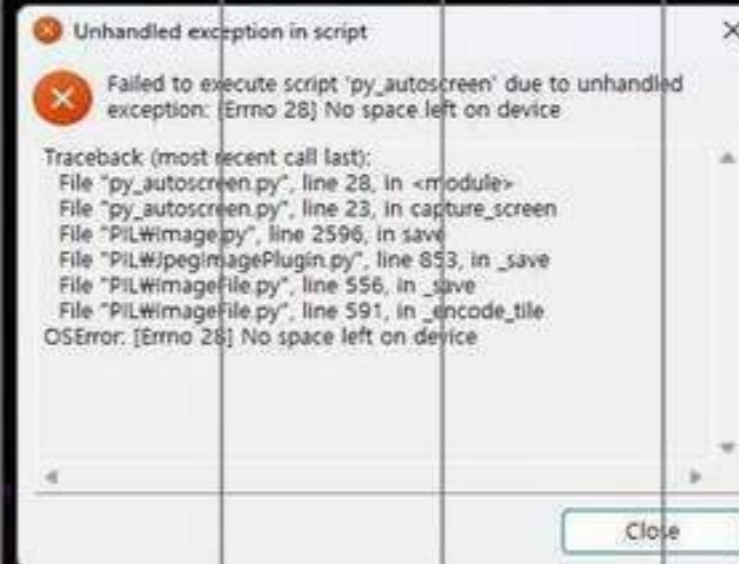 Unhandled exception in script
Failed to execute script 'py_autoscreen' due to unhandled
exception: [Errno 28] No space left on device
Traceback (most recent call last):
File "py_autoscreen.py", line 28, in <module>
File "py_autoscreen.py", line 23, in capture_screen
File "PIL₩Image.py", line 2596, in save
File "PIL₩JpegImagePlugin.py", line 853, in _save
File "PIL₩ImageFile.py", line 556, in _save
File "PIL₩ImageFile.py", line 591, in _encode_tile
OSError: [Errno 28] No space left on device
Close